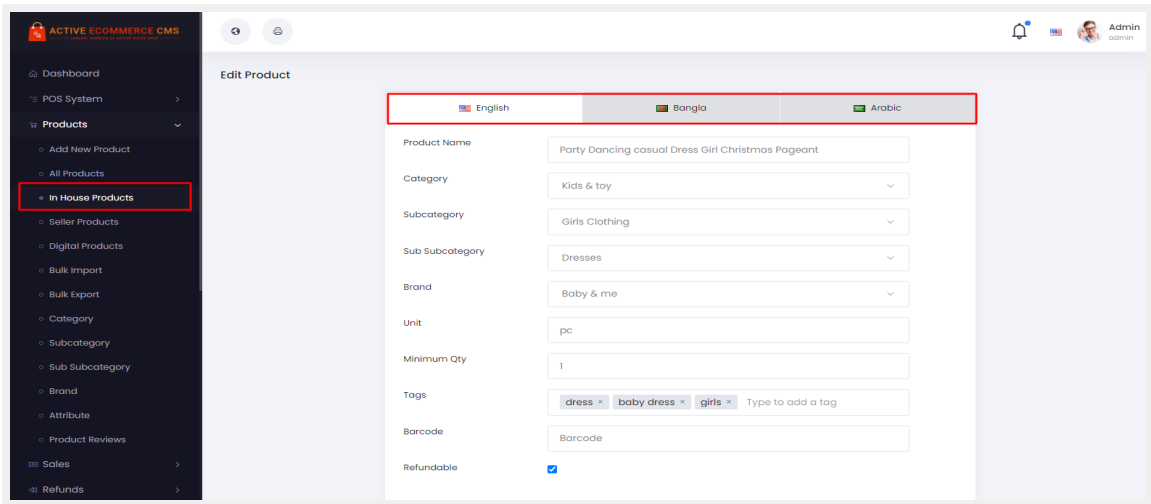 ACTIVE ECOMMERCE CMS
Admin
admin
Dashboard
POS System
Products
Add New Product
All Products
In House Products
Seller Products
Digital Products
Bulk Import
Bulk Export
Category
Subcategory
Sub Subcategory
Brand
Attribute
Product Reviews
Sales
Refunds
Edit Product
English Bangla Arabic
Product Name Party Dancing casual Dress Girl Christmas Pageant
Category Kids & toy
Subcategory Girls Clothing
Sub Subcategory Dresses
Brand Baby & me
Unit pc
Minimum Qty 1
Tags dress × baby dress × girls × Type to add a tag
Barcode Barcode
Refundable